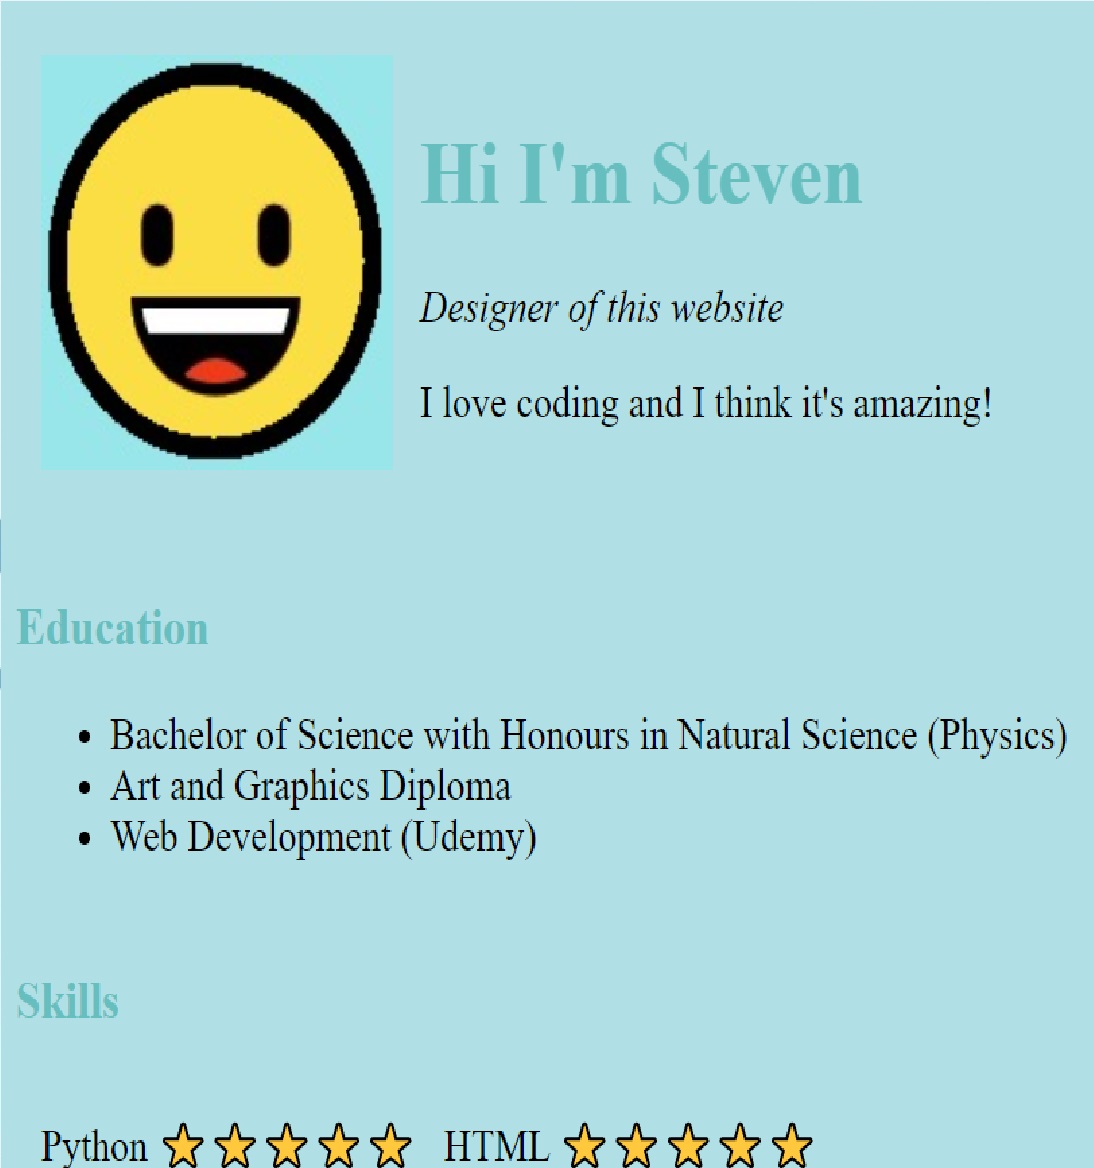 Hi I'm Steven
Designer of this website
I love coding and I think it's amazing!
Education
Bachelor of Science with Honours in Natural Science (Physics)
Art and Graphics Diploma
Web Development (Udemy)
Skills
Python ⭐⭐⭐⭐⭐ HTML ⭐⭐⭐⭐⭐